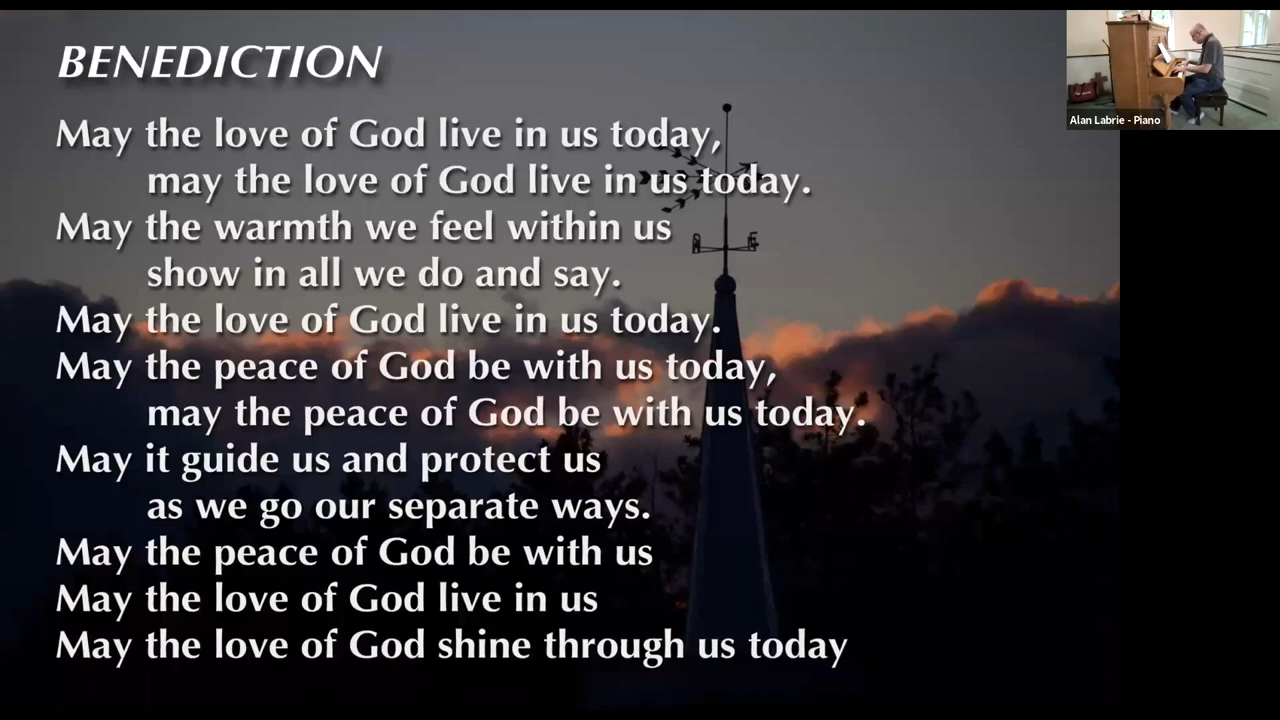 BENEDICTION
May the love of God live in us today,
may the love of God live in us today.
May the warmth we feel within us
show in all we do and say.
May the love of God live in us today.
May the peace of God be with us today,
may the peace of God be with us today.
May it guide us and protect us
as we go our separate ways.
May the peace of God be with us
May the love of God live in us
May the love of God shine through us today
Alan Labrie - Piano